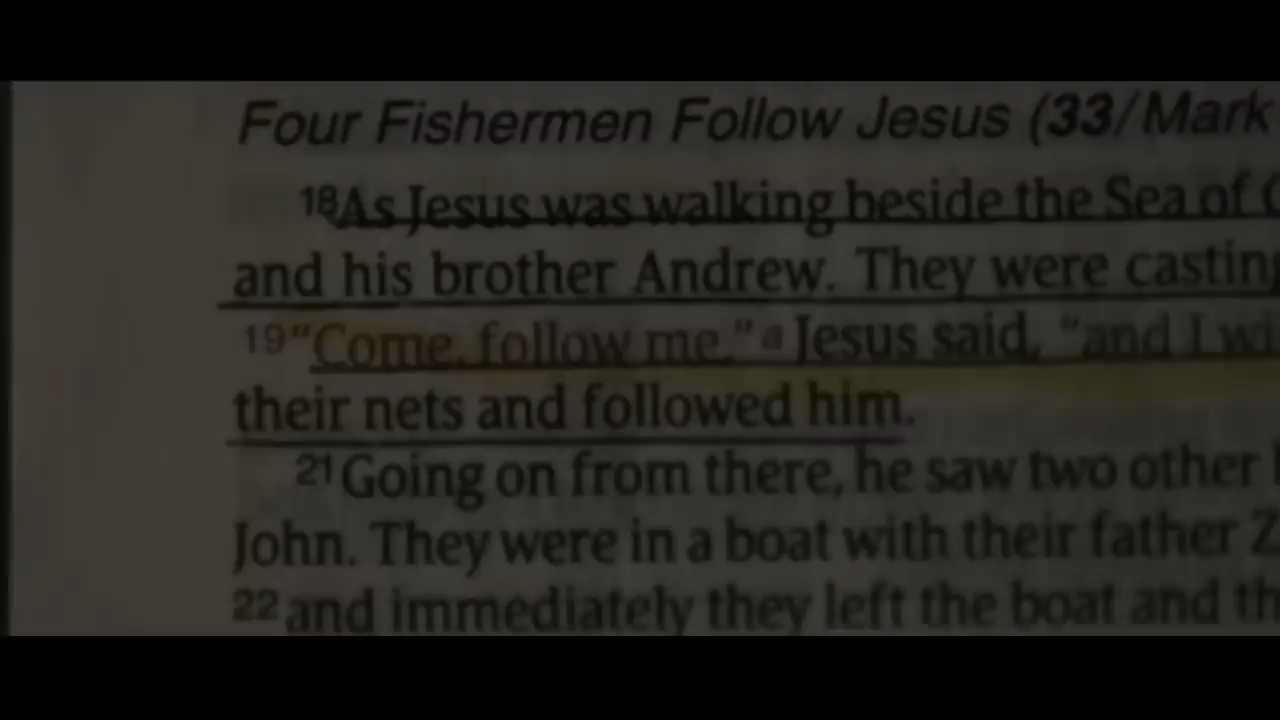 Four Fishermen Follow Jesus (33/Mark
18As Jesus was walking beside the Sea of
and his brother Andrew. They were casting
19"Come, follow me," a Jesus said, "and I
their nets and followed him.
21Going on from there, he saw two other
John. They were in a boat with their father
22and immediately they left the boat and